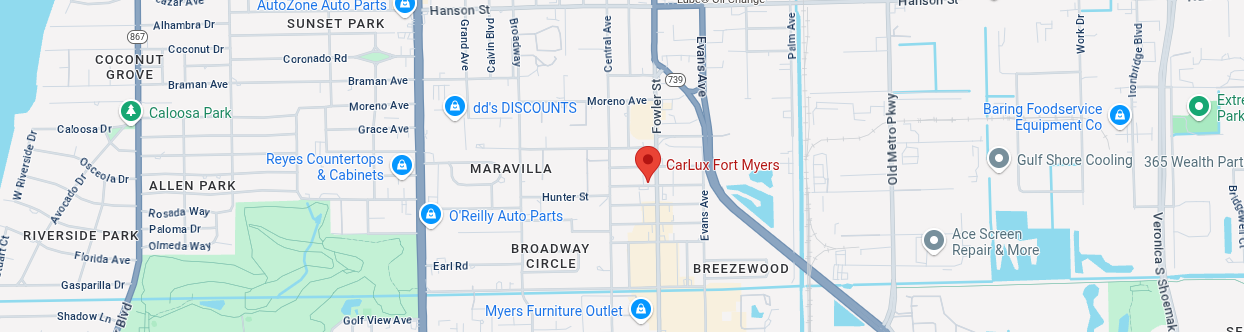 AutoZone Auto Parts
Hanson St
Hanson St
Alhambra Dr
SUNSET PARK
Grand Ave
Calvin Blvd
Broadway
Central Ave
Evans Ave
Palm Ave
Work Dr
Ironbridge Blvd
867
Coconut Dr
COCONUT
GROVE
Coronado Rd
Braman Ave
Braman Ave
739
Moreno Ave
Moreno Ave
dd's DISCOUNTS
Fowler St
Caloosa Park
Baring Foodservice
Equipment Co
Caloosa Dr
Grace Ave
Old Metro Pkwy
W Riverside Dr
Reyes Countertops
& Cabinets
MARAVILLA
CarLux Fort Myers
Gulf Shore Cooling
365 Wealth Part
Osceola Dr
ALLEN PARK
Avocado Dr
Hunter St
Rosada Way
O'Reilly Auto Parts
Evans Ave
Paloma Dr
RIVERSIDE PARK
Olmeda Way
Ace Screen
Repair & More
Veronica S Shoemak
Florida Ave
BROADWAY
CIRCLE
Earl Rd
BREEZEWOOD
Gasparilla Dr
Shadow Ln
Blvd
Golf View Ave
Myers Furniture Outlet